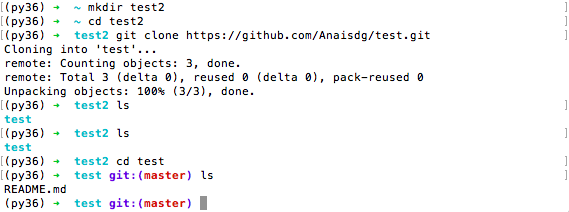 [(py36) ➜  ~ mkdir test2 ]
[(py36) ➜  ~ cd test2 ]
[(py36) ➜  test2 git clone https://github.com/Anaisdg/test.git ]
Cloning into 'test'...
remote: Counting objects: 3, done.
remote: Total 3 (delta 0), reused 0 (delta 0), pack-reused 0
Unpacking objects: 100% (3/3), done.
[(py36) ➜  test2 ls ]
test
[(py36) ➜  test2 ls ]
test
[(py36) ➜  test2 cd test ]
[(py36) ➜  test git:(master) ls ]
README.md
(py36) ➜  test git:(master)